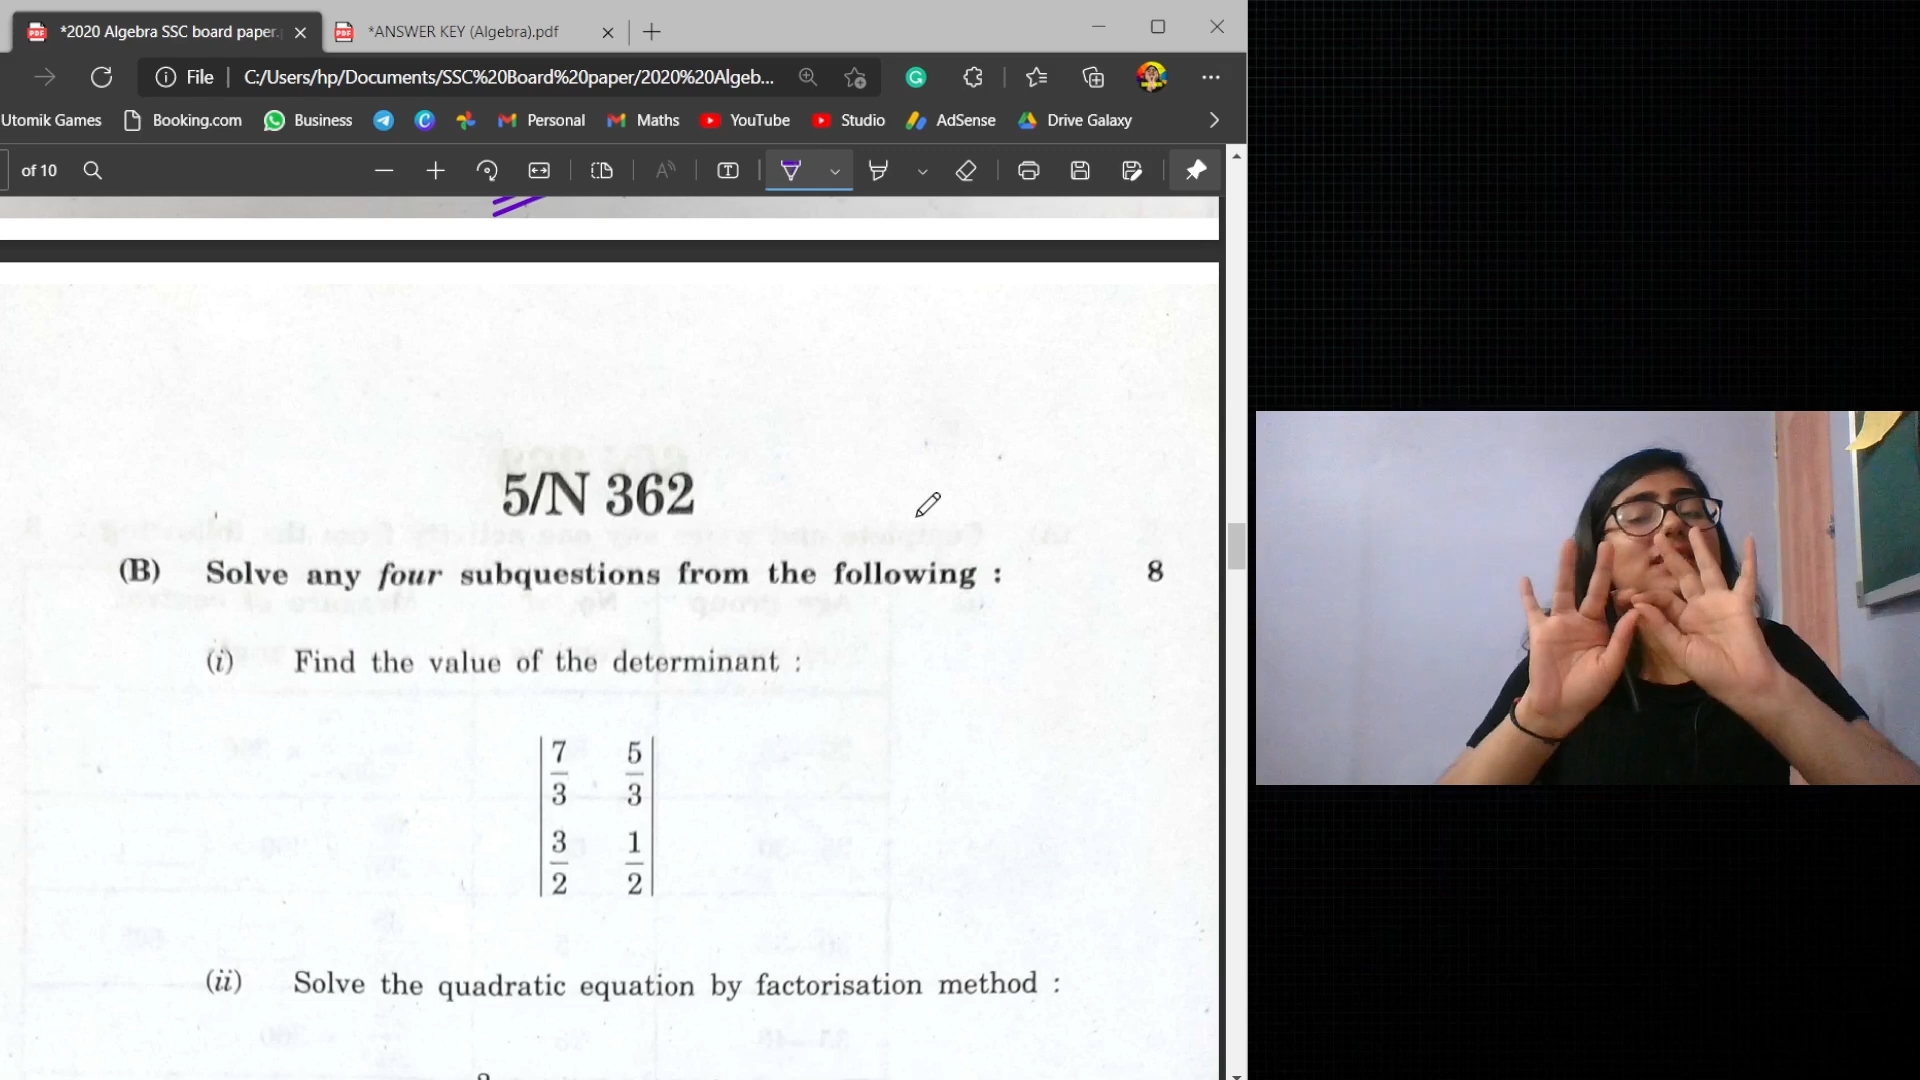 *2020 Algebra SSC board paper.
*ANSWER KEY (Algebra).pdf
File C:/Users/hp/Documents/SSC%20Board%20paper/2020%20Algeb...
Utomik Games Booking.com Business Personal Maths YouTube Studio AdSense Drive Galaxy
of 10
5/N 362
(B) Solve any four subquestions from the following : 8
(i) Find the value of the determinant :
7 5
3 3
3 1
2 2
(ii) Solve the quadratic equation by factorisation method :